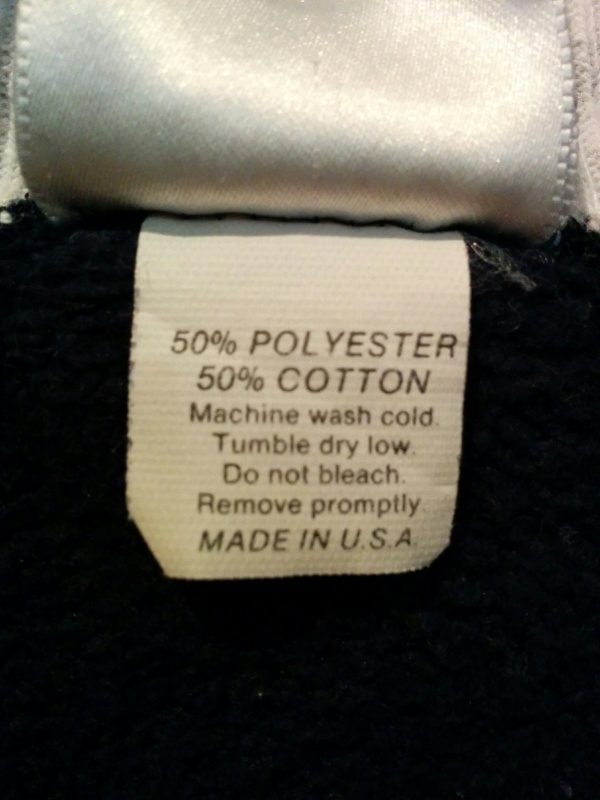 50% POLYESTER
50% COTTON
Machine wash cold.
Tumble dry low.
Do not bleach.
Remove promptly.
MADE IN U.S.A.